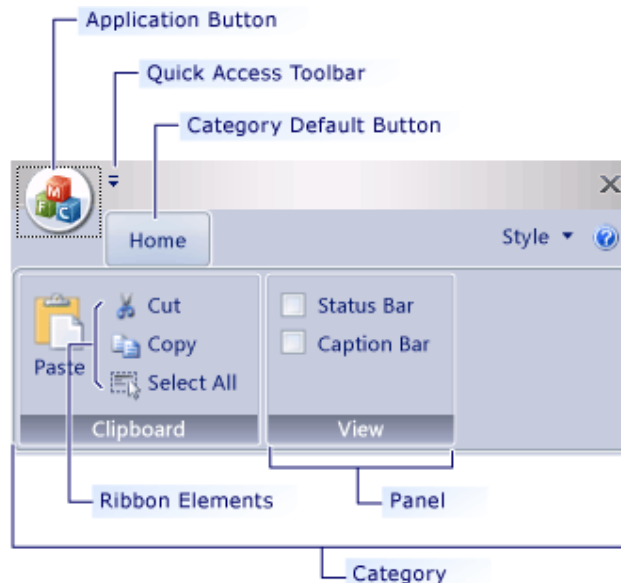 Application Button
Quick Access Toolbar
Category Default Button
M
F
C
Home
Style
?
Paste
Cut
Copy
Select All
Status Bar
Caption Bar
Clipboard
View
Ribbon Elements
Panel
Category